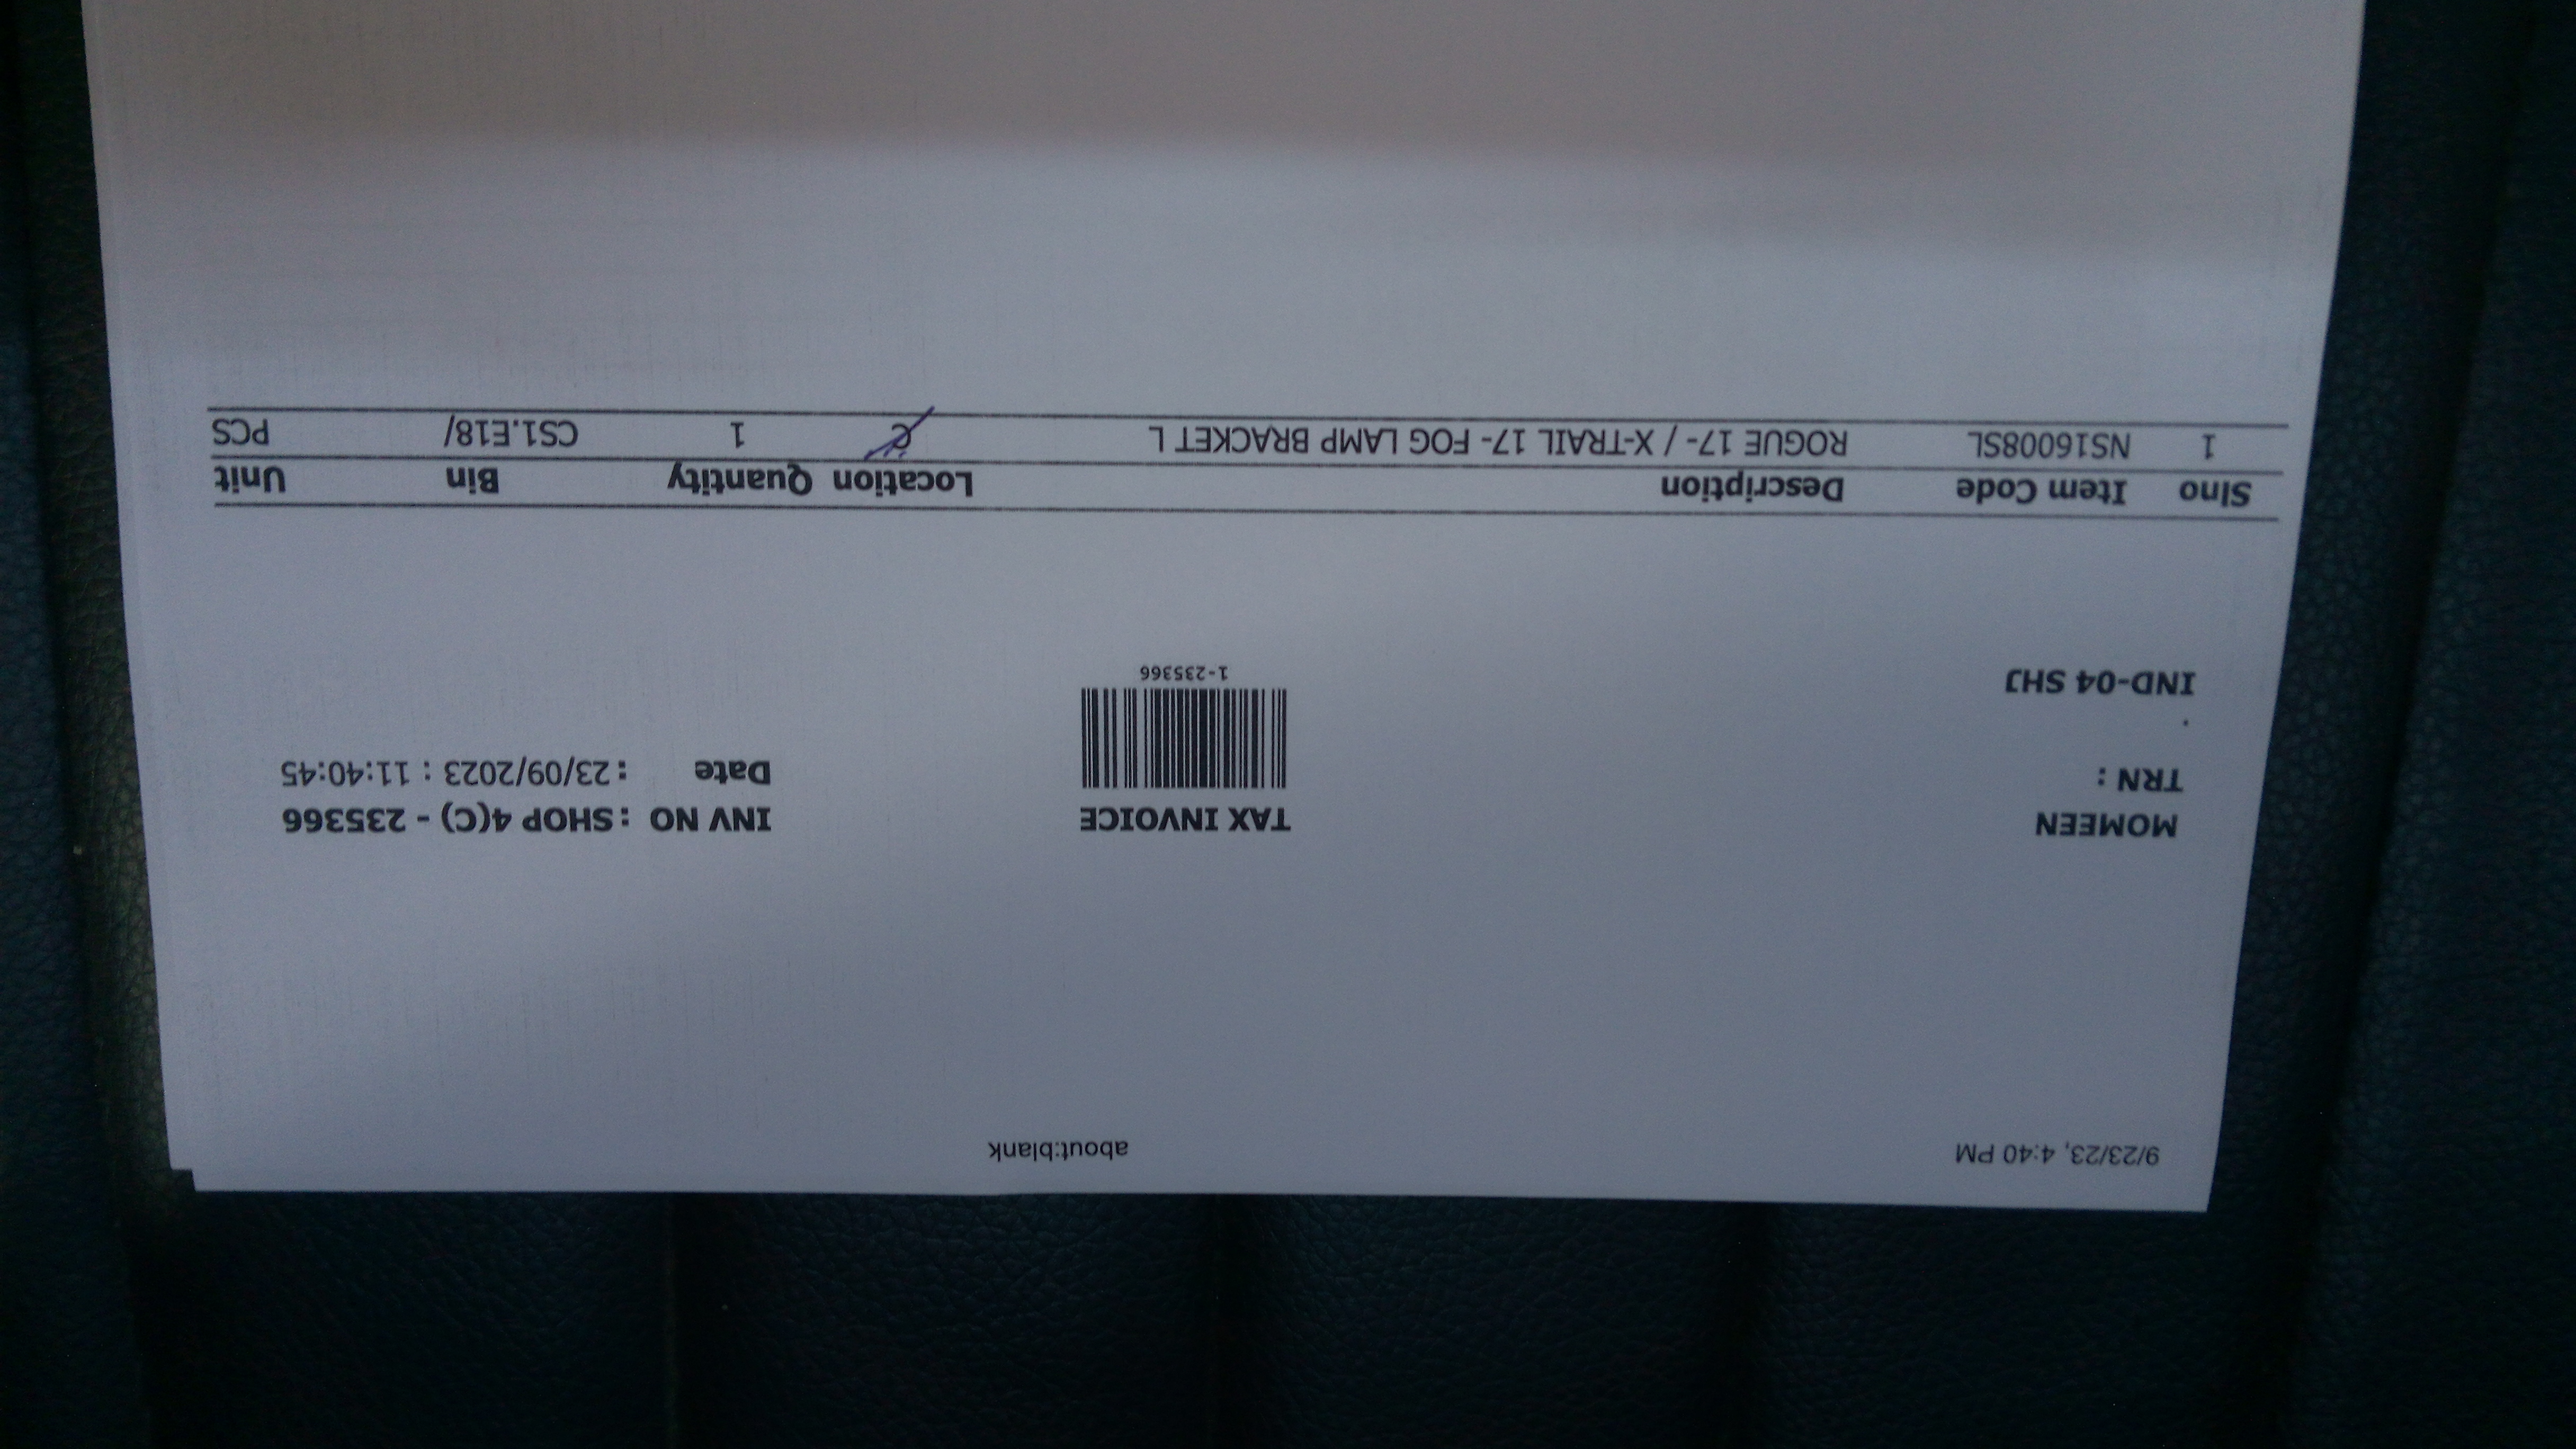 9/23/23, 4:40 PM about:blank
MOMEEN TAX INVOICE INV NO : SHOP 4(C) - 235366
TRN : Date : 23/09/2023 : 11:40:45
.
IND-04 SHJ 1-235366
Slno Item Code Description Location Quantity Bin Unit
1 NS16008SL ROGUE 17- / X-TRAIL 17- FOG LAMP BRACKET L C 1 CS1.E18/ PCS